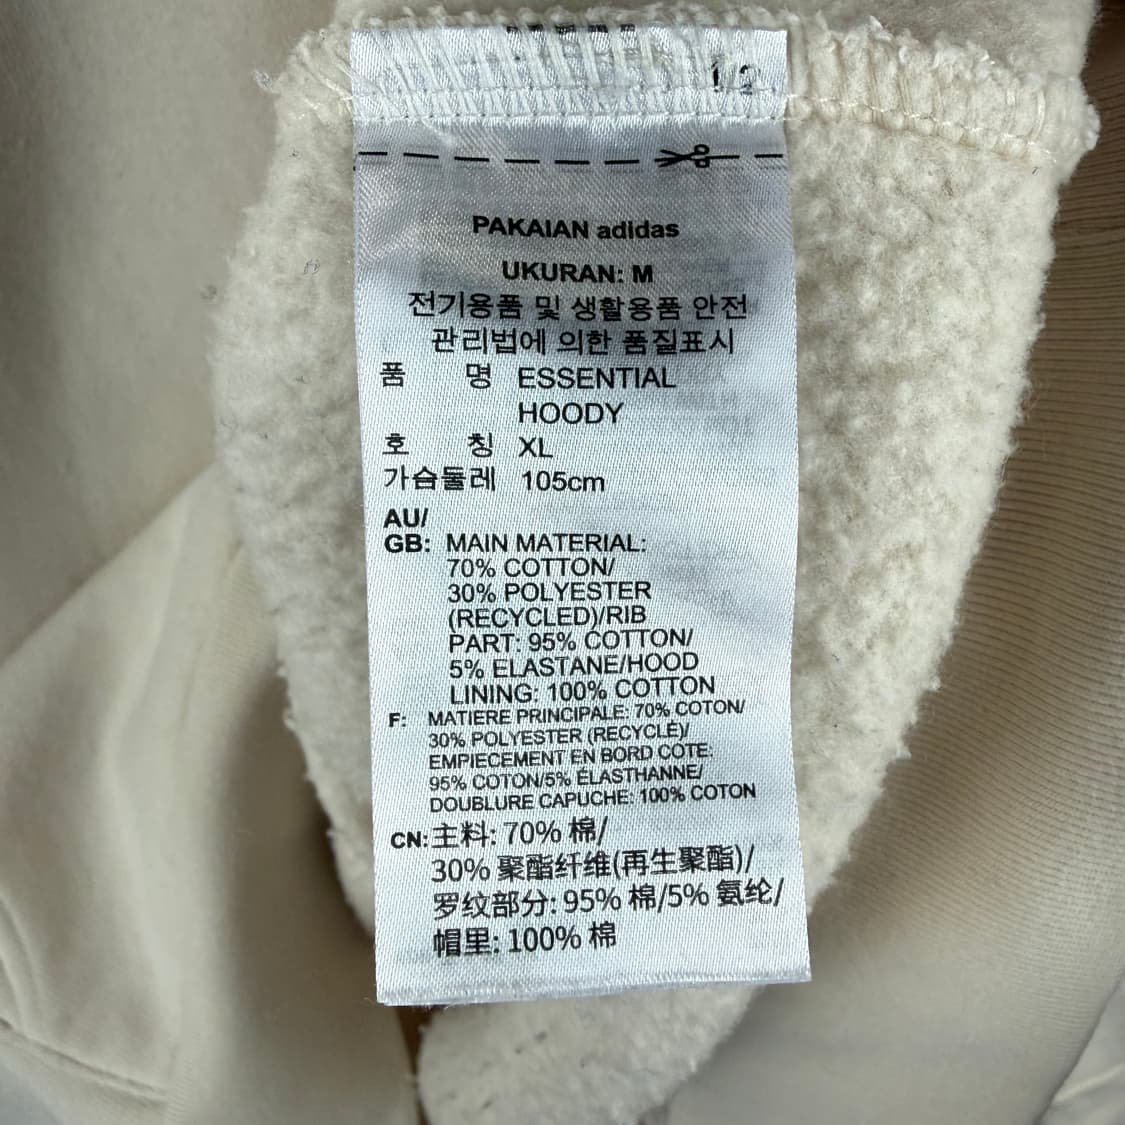 PAKAIAN adidas
UKURAN: M
전기용품 및 생활용품 안전
관리법에 의한 품질표시
품 명 ESSENTIAL
HOODY
호 칭 XL
가슴둘레 105cm
AU/
GB: MAIN MATERIAL:
70% COTTON/
30% POLYESTER
(RECYCLED)/RIB
PART: 95% COTTON/
5% ELASTANE/HOOD
LINING: 100% COTTON
F: MATIERE PRINCIPALE: 70% COTON/
30% POLYESTER (RECYCLÉ)/
EMPIECEMENT EN BORD COTE:
95% COTON/5% ÉLASTHANNE/
DOUBLURE CAPUCHE: 100% COTON
CN: 主料: 70% 棉/
30% 聚酯纤维(再生聚酯)/
罗纹部分: 95% 棉/5% 氨纶/
帽里: 100% 棉